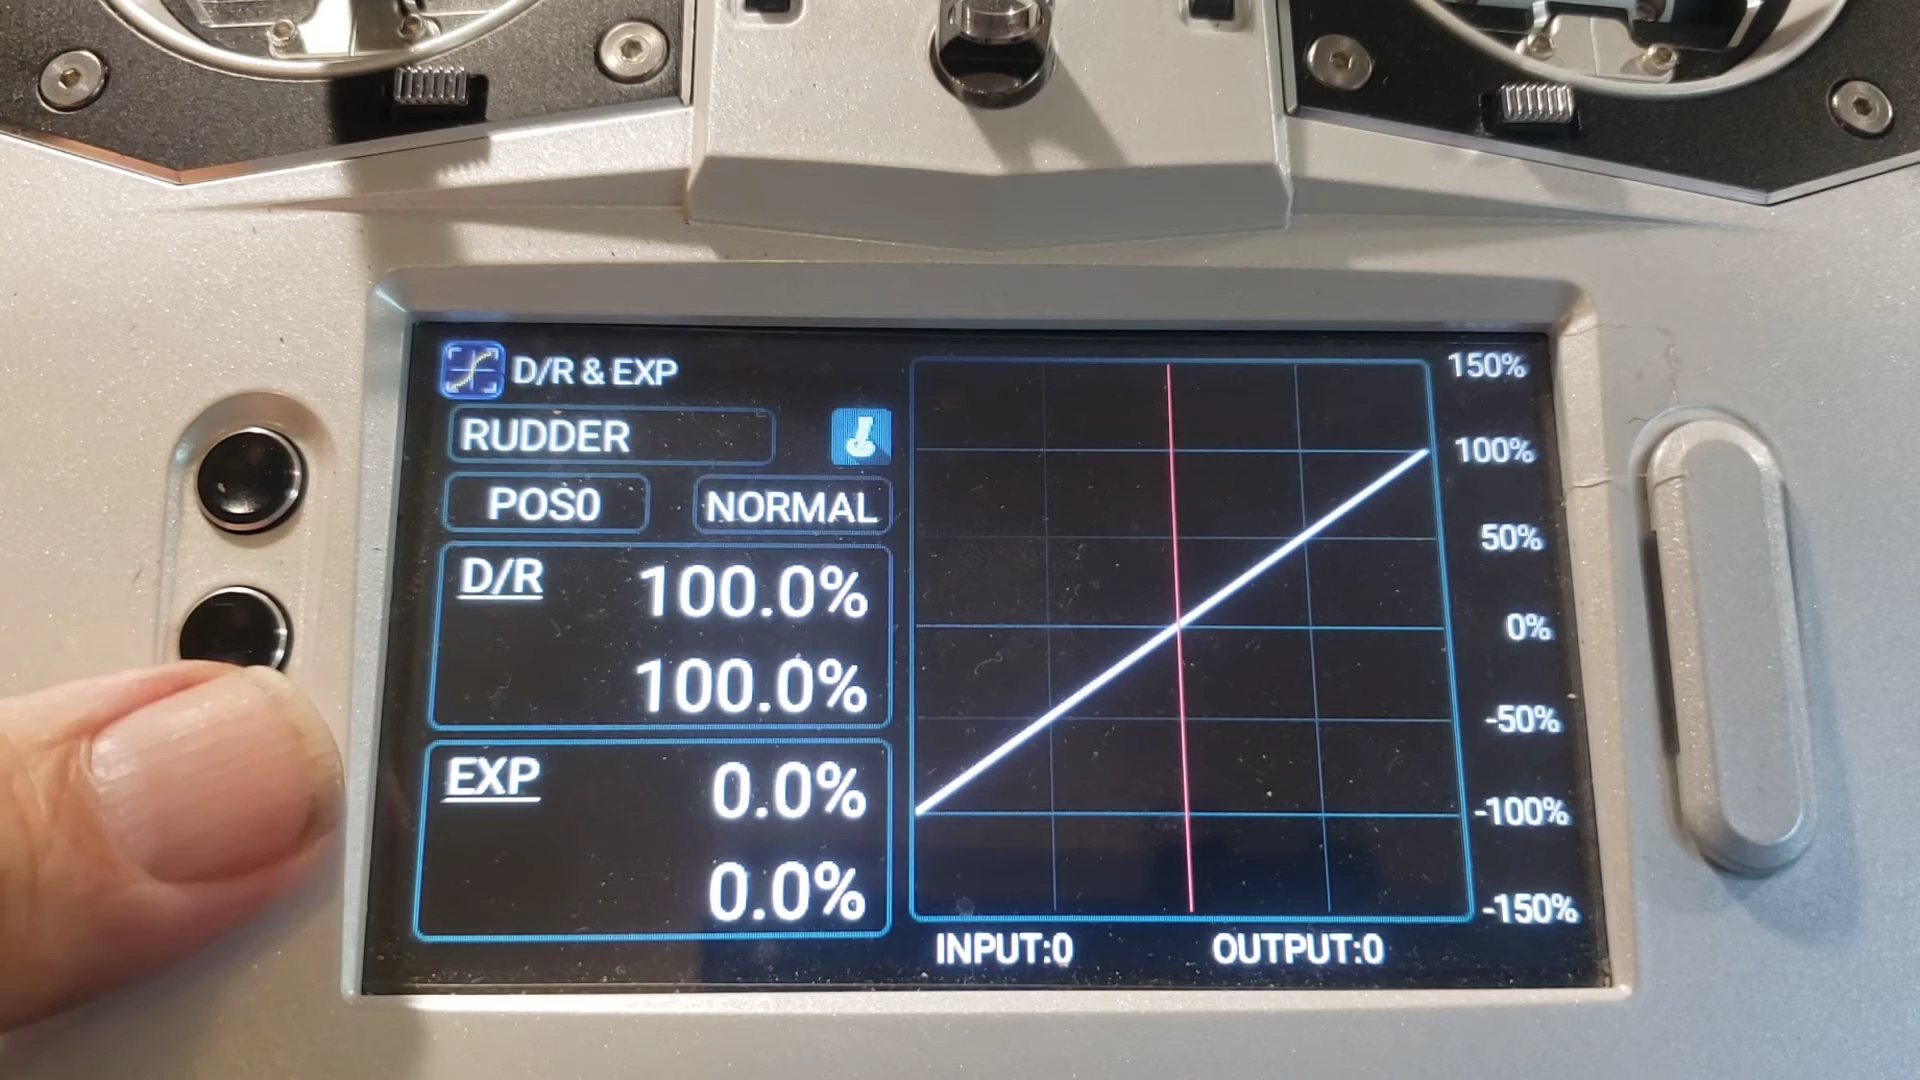 D/R & EXP
RUDDER
POS0 NORMAL
D/R 100.0%
100.0%
EXP 0.0%
0.0%
150%
100%
50%
0%
-50%
-100%
-150%
INPUT:0 OUTPUT:0